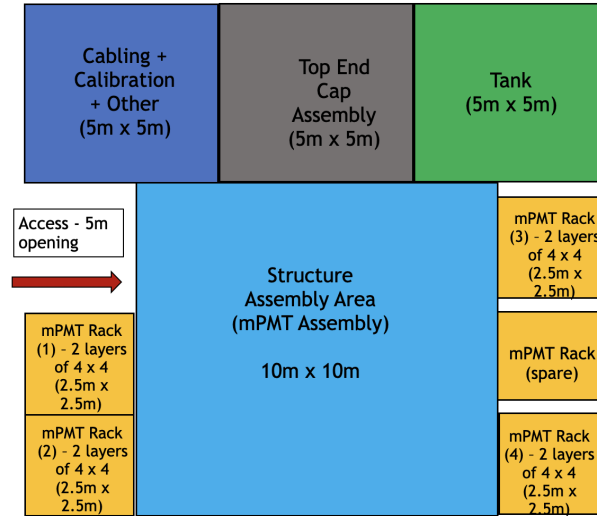 Cabling +
Calibration
+ Other
(5m x 5m)
Top End
Cap
Assembly
(5m x 5m)
Tank
(5m x 5m)
Access - 5m
opening
Structure
Assembly Area
(mPMT Assembly)
10m x 10m
mPMT Rack
(1) - 2 layers
of 4 x 4
(2.5m x
2.5m)
mPMT Rack
(2) - 2 layers
of 4 x 4
(2.5m x
2.5m)
mPMT Rack
(3) - 2 layers
of 4 x 4
(2.5m x
2.5m)
mPMT Rack
(spare)
mPMT Rack
(4) - 2 layers
of 4 x 4
(2.5m x
2.5m)